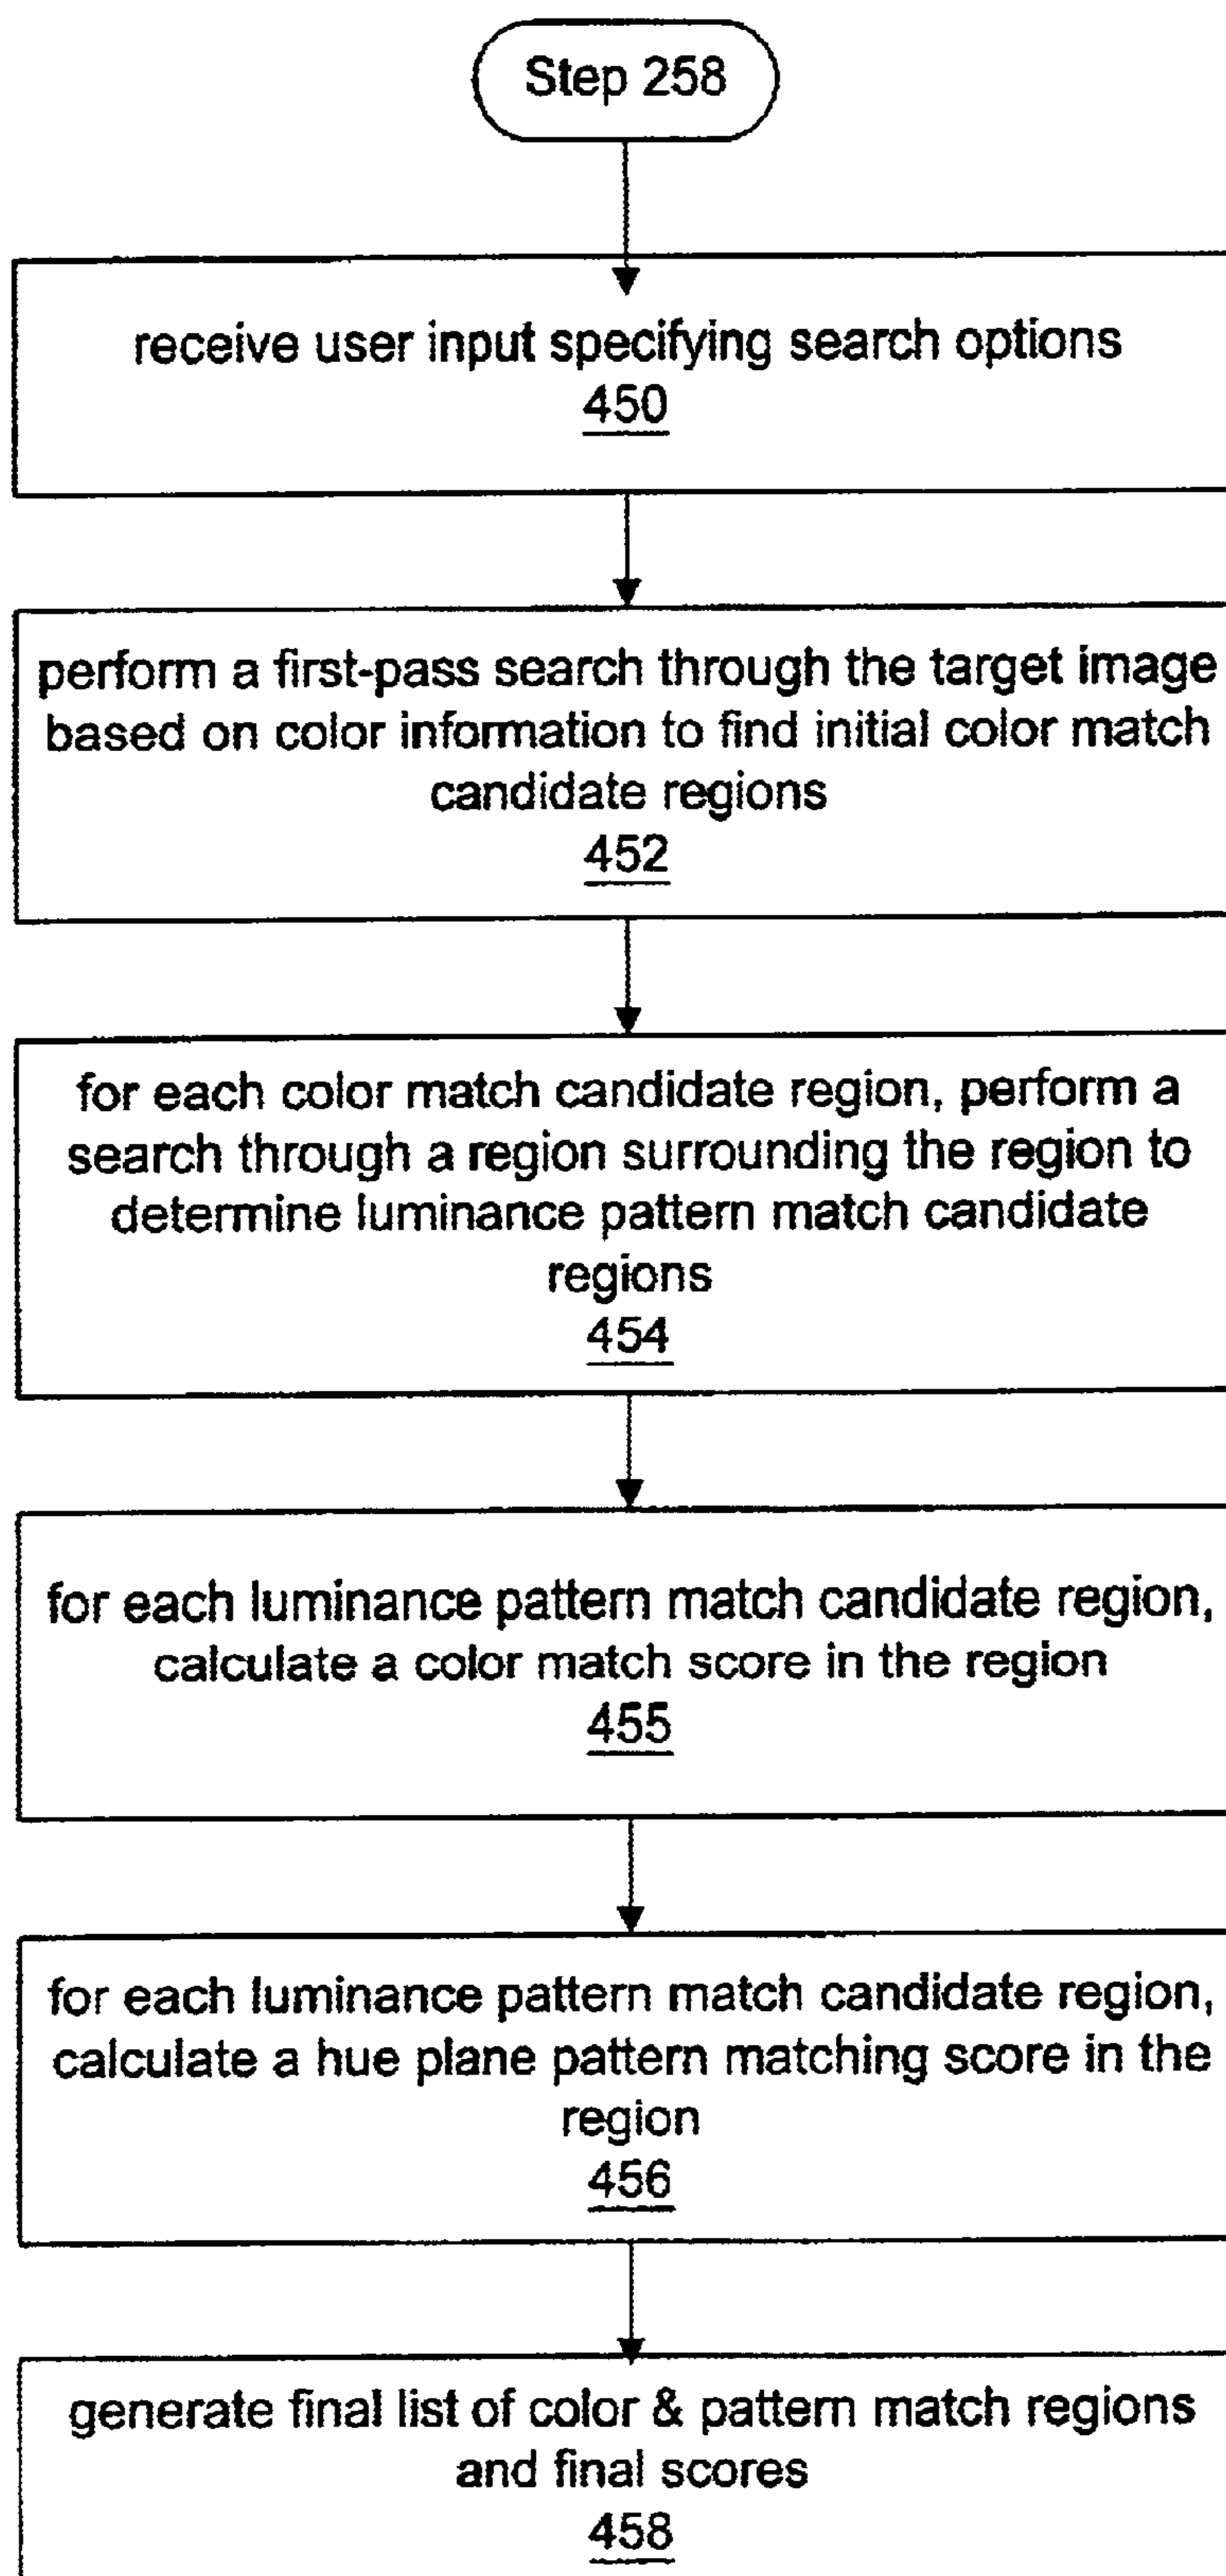 Step 258
receive user input specifying search options
450
perform a first-pass search through the target image
based on color information to find initial color match
candidate regions
452
for each color match candidate region, perform a
search through a region surrounding the region to
determine luminance pattern match candidate
regions
454
for each luminance pattern match candidate region,
calculate a color match score in the region
455
for each luminance pattern match candidate region,
calculate a hue plane pattern matching score in the
region
456
generate final list of color & pattern match regions
and final scores
458